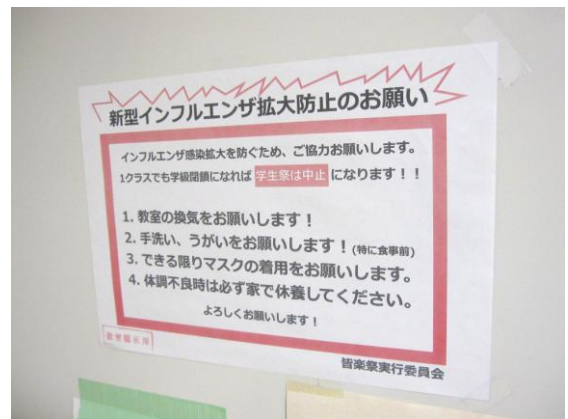 新型インフルエンザ拡大防止のお願い
インフルエンザ感染拡大を防ぐため、ご協力お願いします。
1クラスでも学級閉鎖になれば 学生祭は中止 になります！！
1. 教室の換気をお願いします！
2. 手洗い、うがいをお願いします！(特に食事前)
3. できる限りマスクの着用をお願いします。
4. 体調不良時は必ず家で休養してください。
よろしくお願いします！
皆楽祭実行委員会